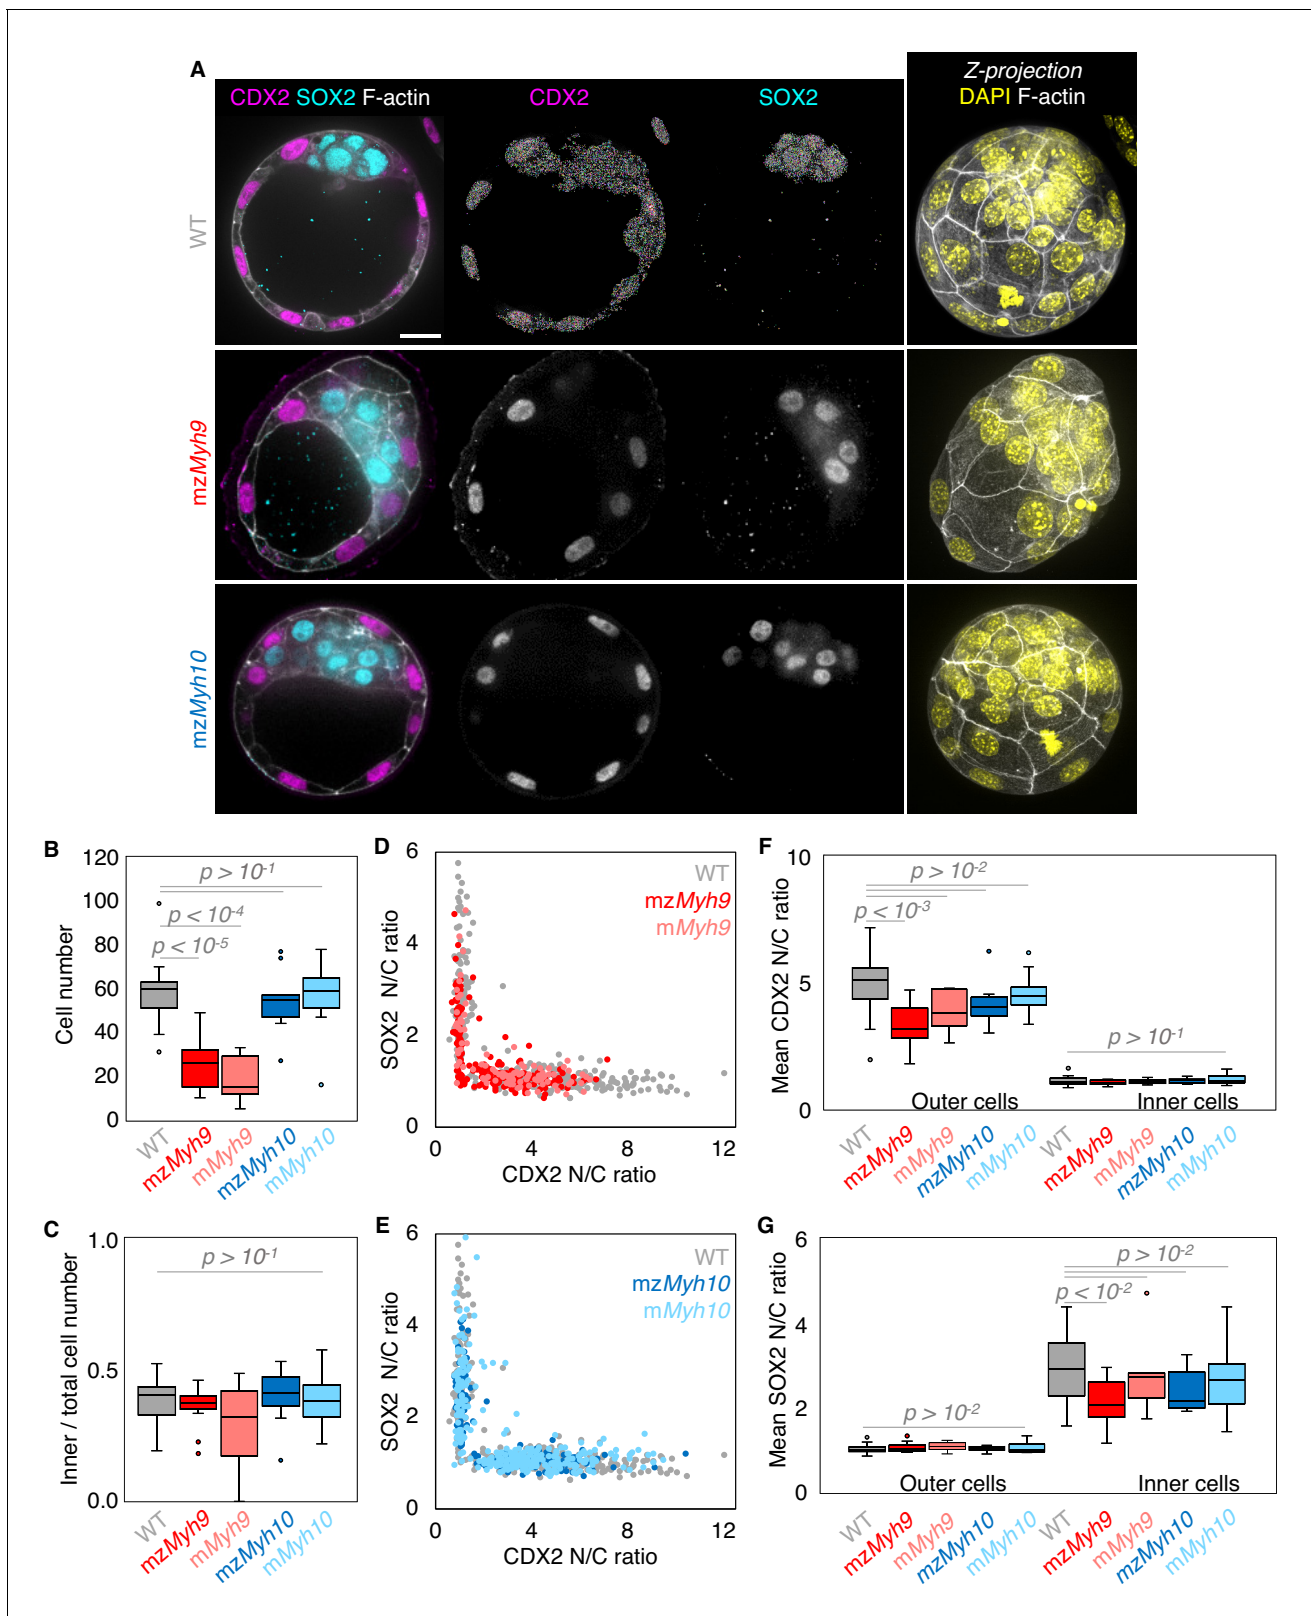 A
CDX2 SOX2 F-actin
CDX2
SOX2
Z-projection
DAPI F-actin
WT
mzMyh9
mzMyh10
B
Cell number
120
100
80
60
40
20
0
p > 10-1
p < 10-4
p < 10-5
WT
mzMyh9
mMyh9
mzMyh10
mMyh10
D
SOX2 N/C ratio
6
4
2
0
WT
mzMyh9
mMyh9
0
4
8
12
CDX2 N/C ratio
F
Mean CDX2 N/C ratio
10
5
0
p > 10-2
p < 10-3
p > 10-1
Outer cells
Inner cells
WT
mzMyh9
mMyh9
mzMyh10
mMyh10
WT
mzMyh9
mMyh9
mzMyh10
mMyh10
C
Inner / total cell number
1.0
0.5
0.0
p > 10-1
WT
mzMyh9
mMyh9
mzMyh10
mMyh10
E
SOX2 N/C ratio
6
4
2
0
WT
mzMyh10
mMyh10
0
4
8
12
CDX2 N/C ratio
G
Mean SOX2 N/C ratio
6
4
2
0
p > 10-2
p > 10-2
p < 10-2
Outer cells
Inner cells
WT
mzMyh9
mMyh9
mzMyh10
mMyh10
WT
mzMyh9
mMyh9
mzMyh10
mMyh10